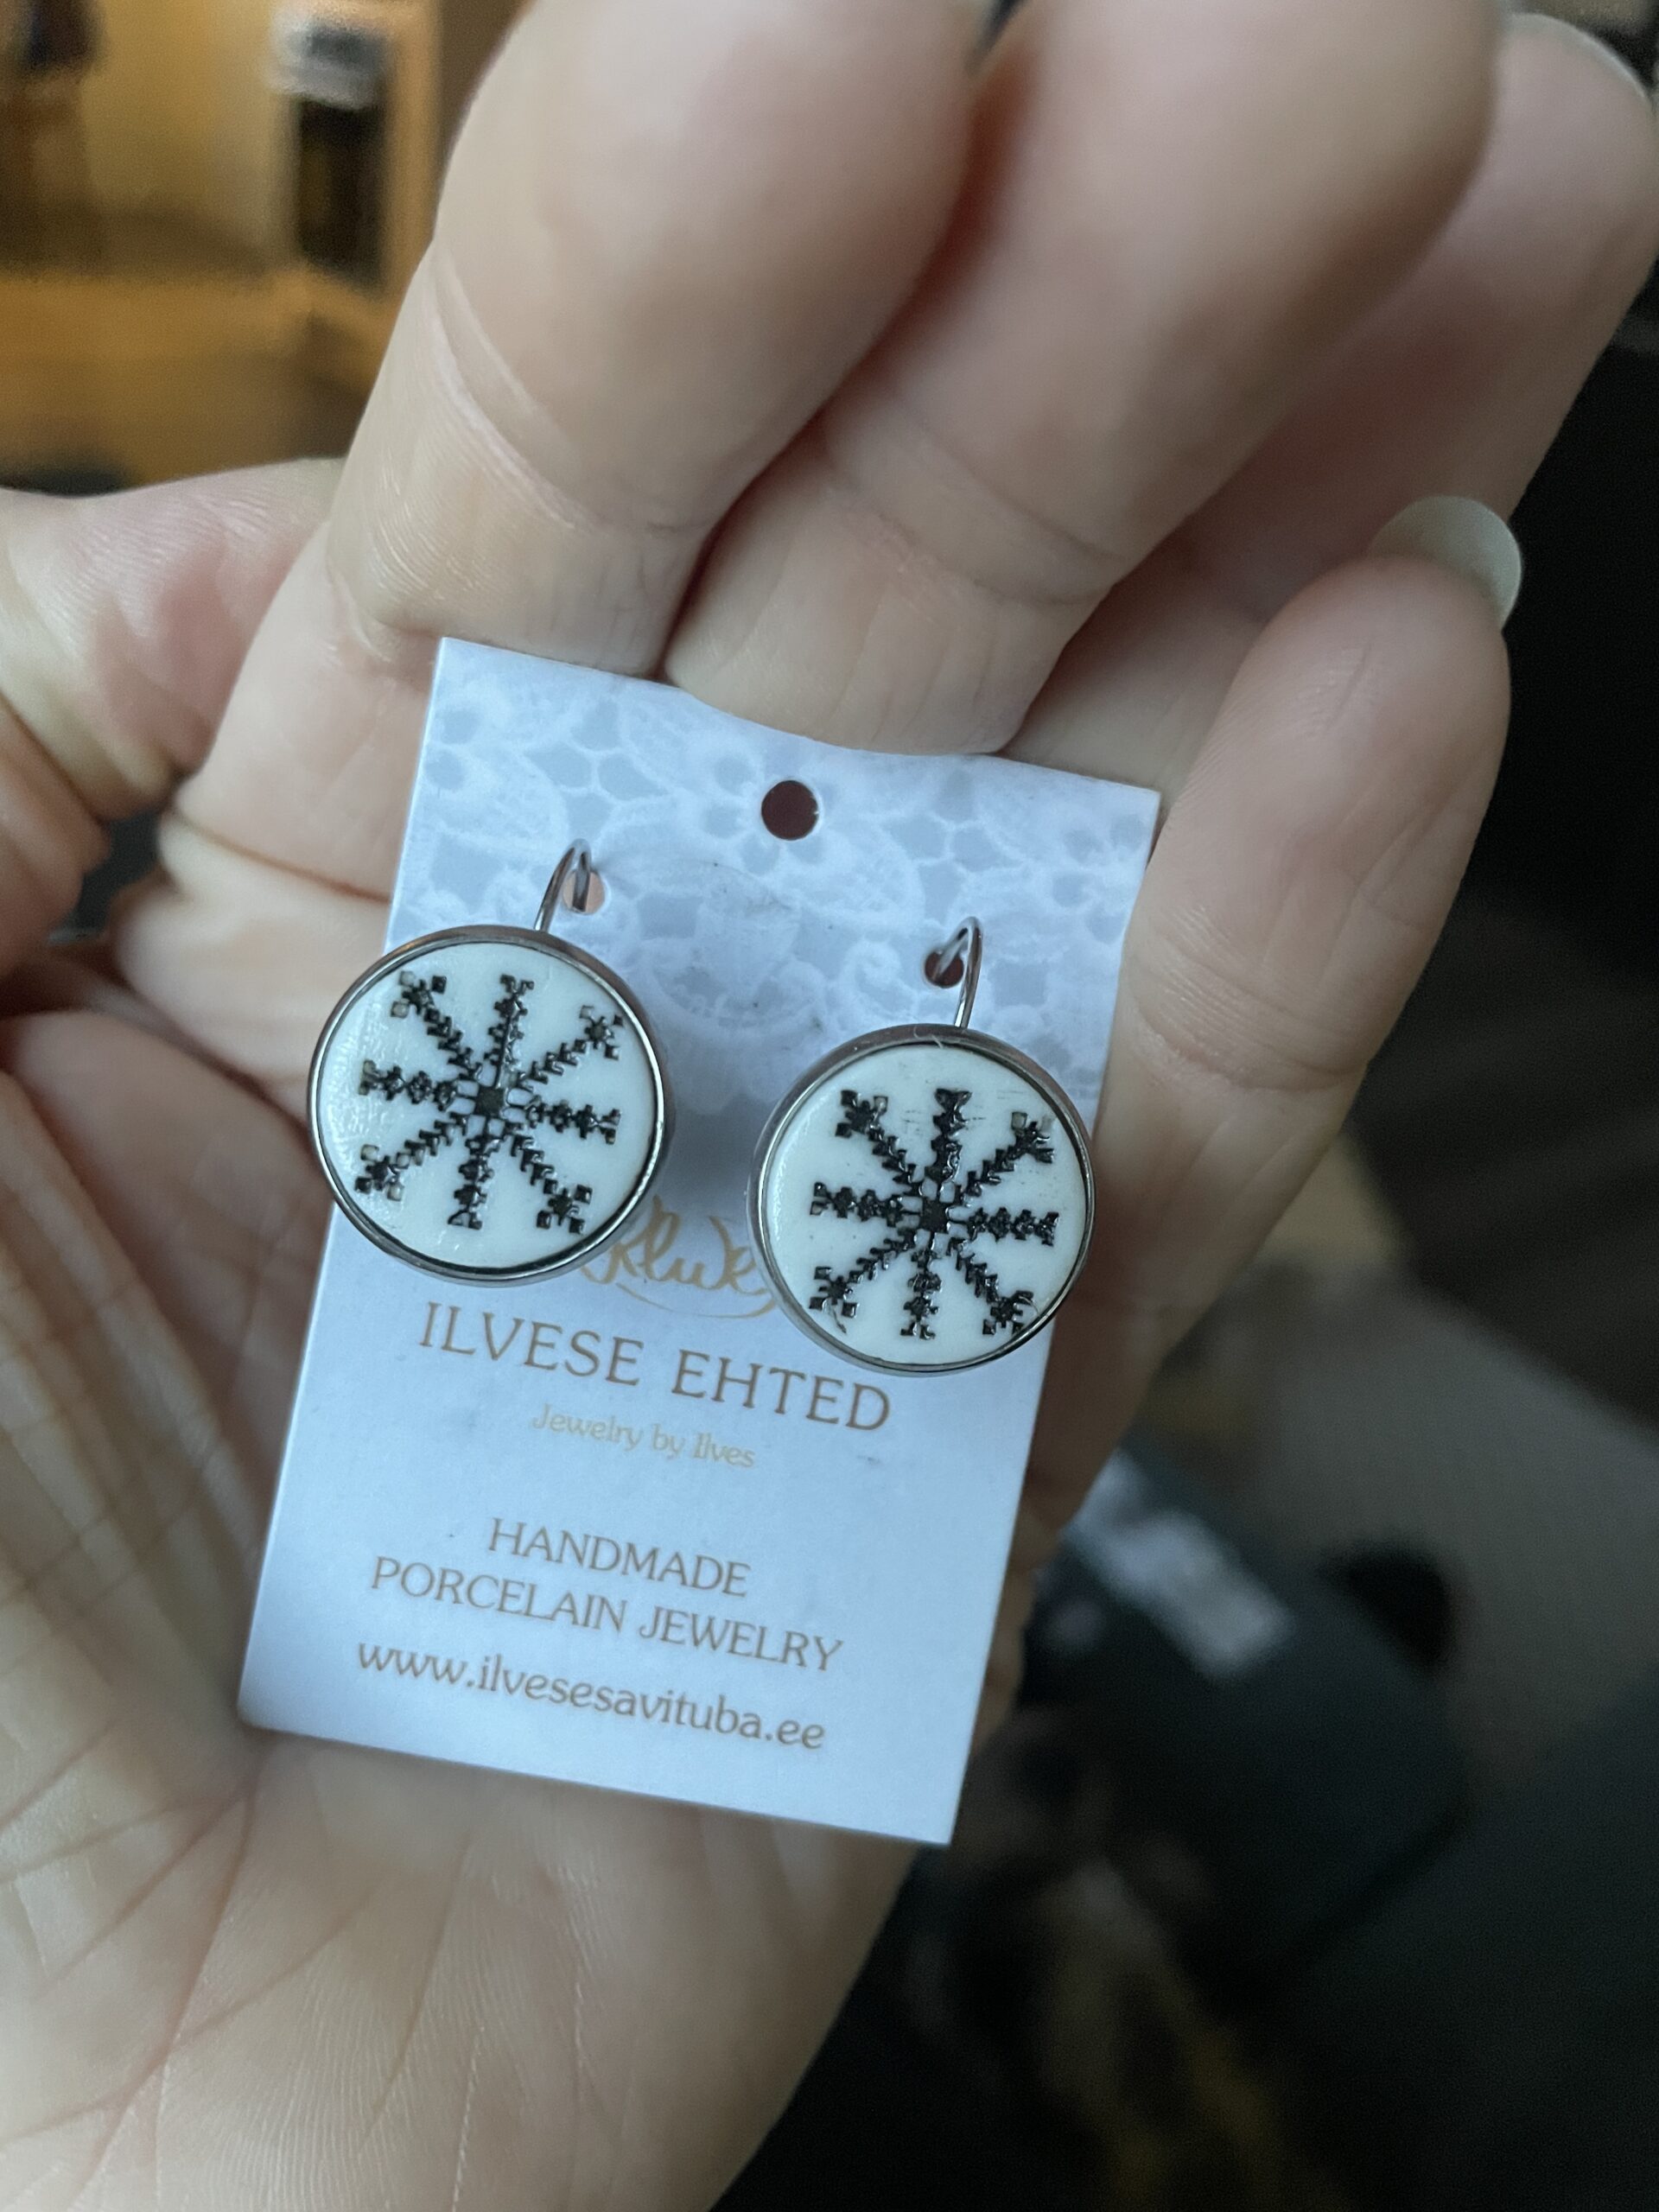 ILVESE EHTED
Jewelry by Ilves
HANDMADE
PORCELAIN JEWELRY
www.ilvesesavituba.ee